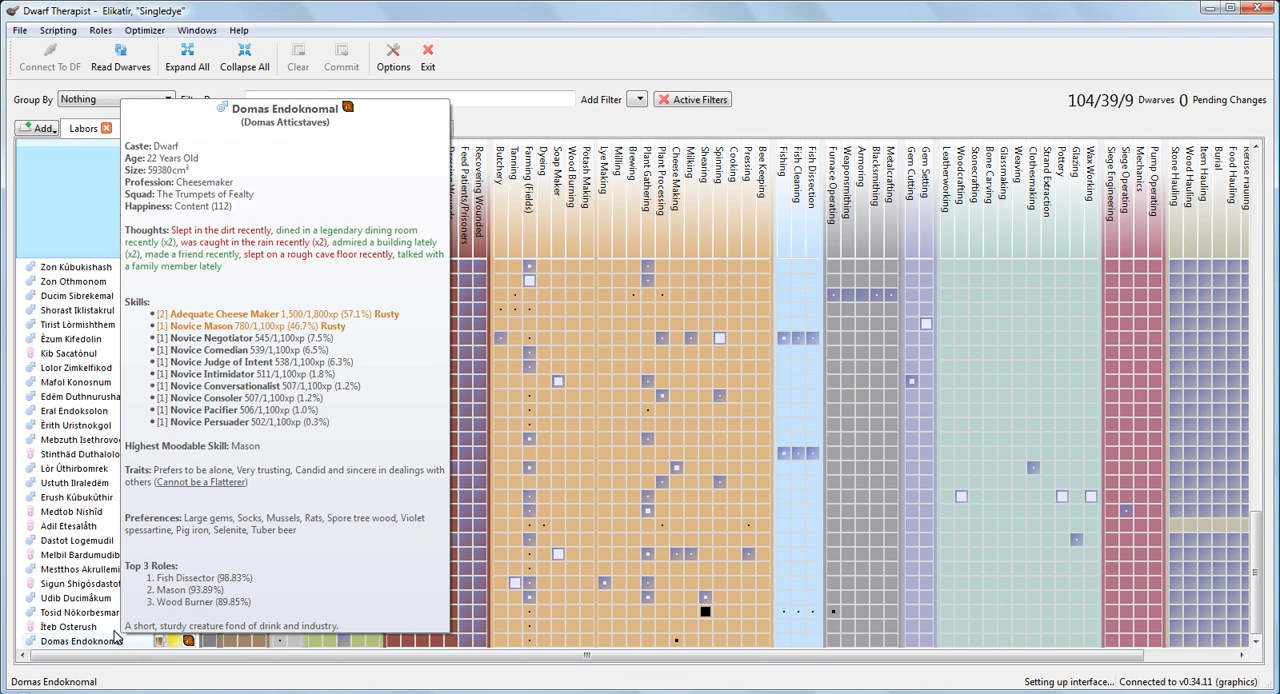 Dwarf Therapist - Elikatír, "Singledye"
File Scripting Roles Optimizer Windows Help
Connect To DF Read Dwarves Expand All Collapse All Clear Commit Options Exit
Group By Nothing Add Filter Active Filters 104/39/9 Dwarves 0 Pending Changes
Add Labors
Domas Endoknomal
(Domas Atticstaves)
Caste: Dwarf
Age: 22 Years Old
Size: 59380cm³
Profession: Cheesemaker
Squad: The Trumpets of Fealty
Happiness: Content (112)
Thoughts: Slept in the dirt recently, dined in a legendary dining room
recently (x2), was caught in the rain recently (x2), admired a building lately
(x2), made a friend recently, slept on a rough cave floor recently, talked with
a family member lately
Skills:
• [2] Adequate Cheese Maker 1,500/1,800xp (57.1%) Rusty
• [1] Novice Mason 780/1,100xp (46.7%) Rusty
• [1] Novice Negotiator 545/1,100xp (7.5%)
• [1] Novice Comedian 539/1,100xp (6.5%)
• [1] Novice Judge of Intent 538/1,100xp (6.3%)
• [1] Novice Intimidator 511/1,100xp (1.8%)
• [1] Novice Conversationalist 507/1,100xp (1.2%)
• [1] Novice Consoler 507/1,100xp (1.2%)
• [1] Novice Pacifier 506/1,100xp (1.0%)
• [1] Novice Persuader 502/1,100xp (0.3%)
Highest Moodable Skill: Mason
Traits: Prefers to be alone, Very trusting, Candid and sincere in dealings with
others (Cannot be a Flatterer)
Preferences: Large gems, Socks, Mussels, Rats, Spore tree wood, Violet
spessartine, Pig iron, Selenite, Tuber beer
Top 3 Roles:
1. Fish Dissector (98.83%)
2. Mason (93.89%)
3. Wood Burner (89.85%)
A short, sturdy creature fond of drink and industry.
Feed Patients/Prisoners
Recovering Wounded
Butchery
Tanning
Farming (Fields)
Dyeing
Soap Maker
Wood Burning
Potash Making
Lye Making
Milling
Brewing
Plant Gathering
Plant Processing
Cheese Making
Milking
Shearing
Spinning
Cooking
Pressing
Bee Keeping
Fishing
Fish Cleaning
Fish Dissection
Furnace Operating
Weaponsmithing
Armoring
Blacksmithing
Metalcrafting
Gem Cutting
Gem Setting
Leatherworking
Woodcrafting
Stonecrafting
Bone Carving
Glassmaking
Weaving
Clothesmaking
Strand Extraction
Pottery
Glazing
Wax Working
Siege Engineering
Siege Operating
Mechanics
Pump Operating
Stone Hauling
Wood Hauling
Item Hauling
Burial
Food Hauling
Refuse Hauling
Zon Kûbukishash
Zon Othmonom
Ducim Sibrekemal
Shorast Iklistakrul
Tirist Lòrmishthem
Èzum Kifedolin
Kib Sacatònul
Lolor Zimkelfikod
Mafol Konosnum
Edëm Duthnurusha
Eral Endoksolon
Èrith Uristnokgol
Mebzuth Isethrovo
Stinthäd Duthalolo
Lòr Ûthirbomrek
Ustuth Iiraledëm
Erush Kûbukûthir
Medtob Nishîd
Adil Etesalâth
Dastot Logemudil
Melbil Bardumudib
Mestthos Akrullemi
Sigun Shigósdastot
Udib Ducimåkum
Tosid Nökorbesmar
Îteb Osterush
Domas Endoknomal
Domas Endoknomal Setting up interface... Connected to v0.34.11 (graphics)